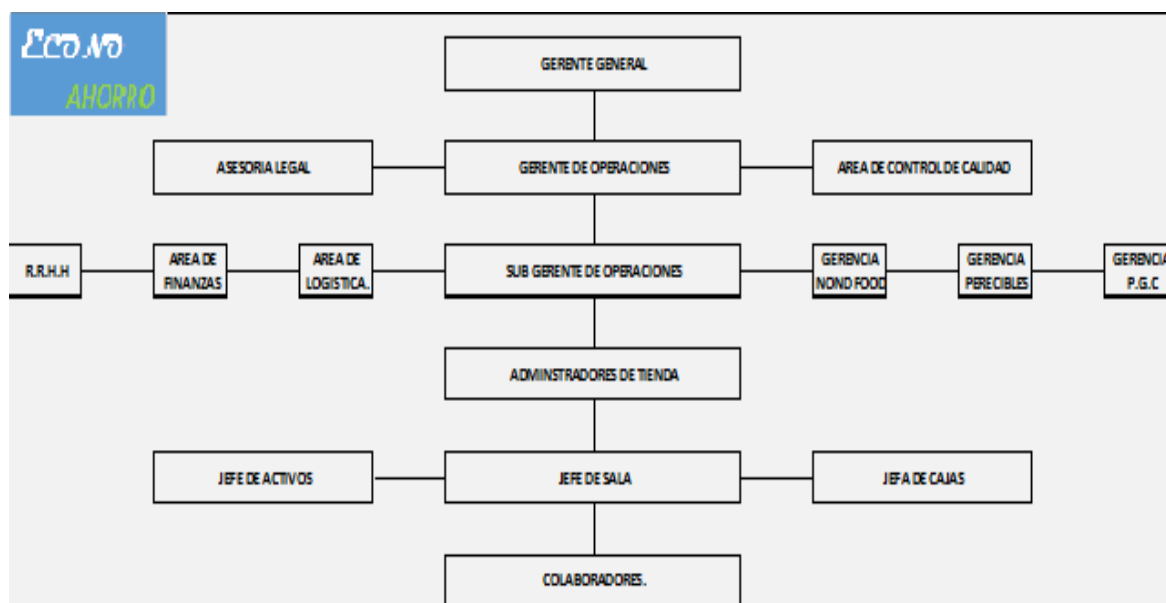 ECONO
AHORRO
GERENTE GENERAL
ASESORIA LEGAL
GERENTE DE OPERACIONES
AREA DE CONTROL DE CALIDAD
R.R.H.H
AREA DE
FINANZAS
AREA DE
LOGISTICA.
SUB GERENTE DE OPERACIONES
GERENCIA
NOND FOOD
GERENCIA
PERECIBLES
GERENCIA
P.G.C
ADMINSTRADORES DE TIENDA
JEFE DE ACTIVOS
JEFE DE SALA
JEFA DE CAJAS
COLABORADORES.